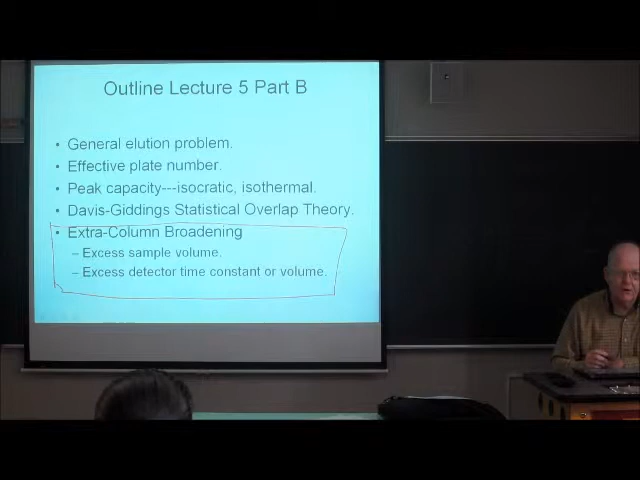 Outline Lecture 5 Part B
• General elution problem.
• Effective plate number.
• Peak capacity---isocratic, isothermal.
• Davis-Giddings Statistical Overlap Theory.
• Extra-Column Broadening
– Excess sample volume.
– Excess detector time constant or volume.